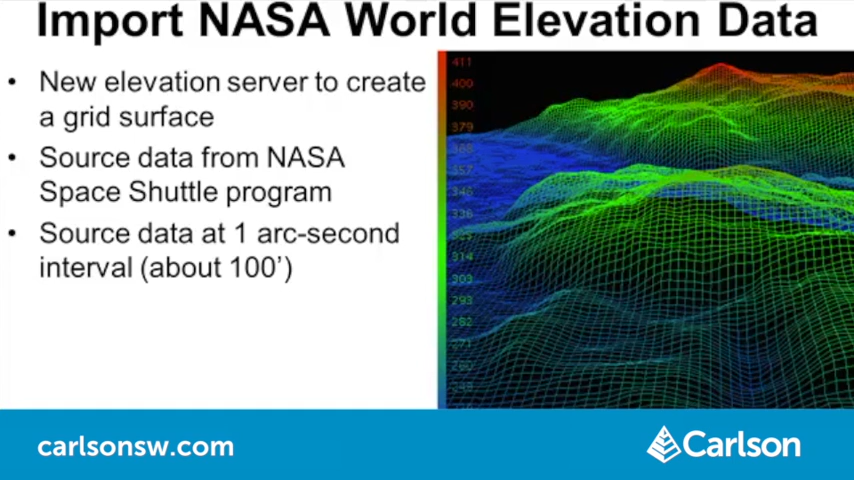 Import NASA World Elevation Data
• New elevation server to create
a grid surface
• Source data from NASA
Space Shuttle program
• Source data at 1 arc-second
interval (about 100’)
411
400
390
379
368
357
346
336
314
303
293
282
271
260
carlsonsw.com
Carlson